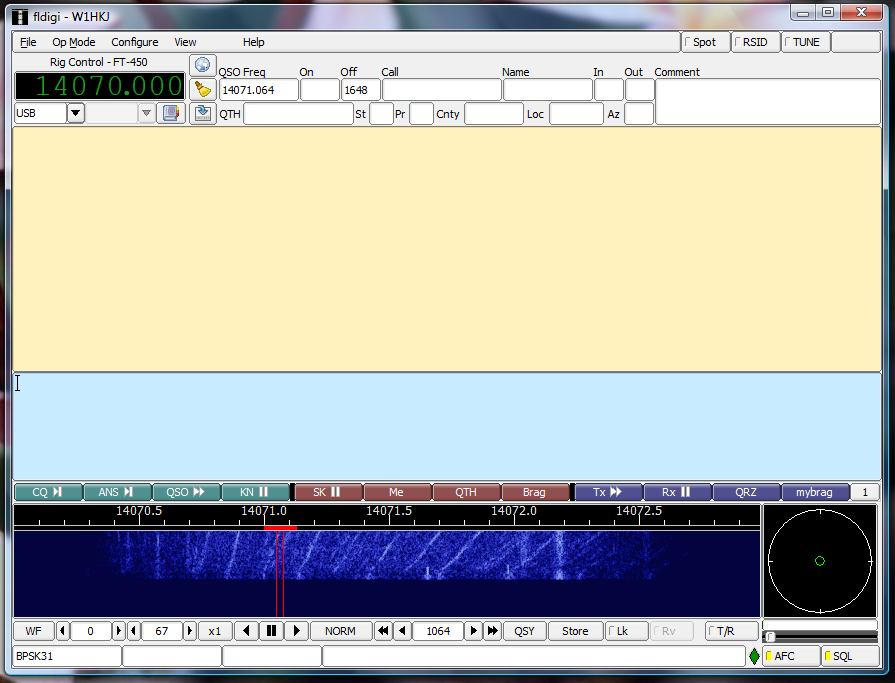 fldigi - W1HKJ
File Op Mode Configure View Help Spot RSID TUNE
Rig Control - FT-450
14070.000
QSO Freq On Off Call Name In Out Comment
14071.064 1648
USB QTH St Pr Cnty Loc Az
CQ ANS QSO KN SK Me QTH Brag Tx Rx QRZ mybrag 1
14070.5 14071.0 14071.5 14072.0 14072.5
WF 0 67 x1 NORM 1064 QSY Store Lk Rv T/R
BPSK31 AFC SQL